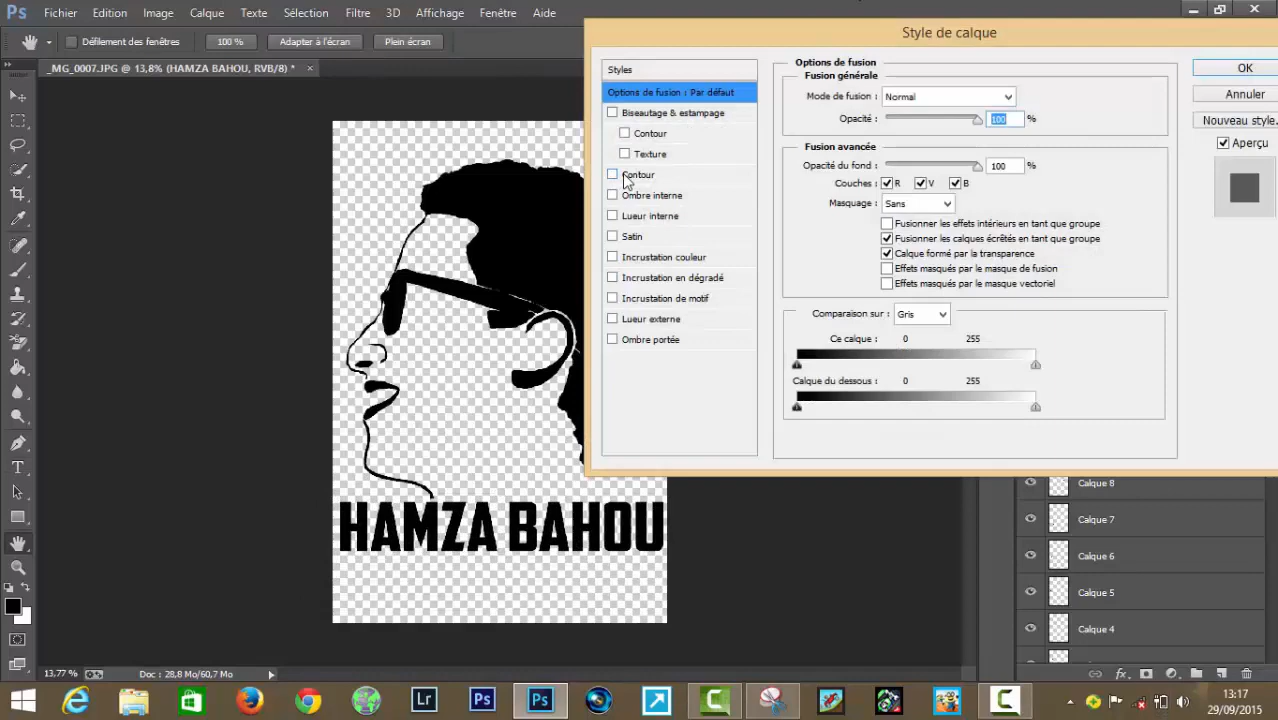 Ps Fichier Edition Image Calque Texte Sélection Filtre 3D Affichage Fenêtre Aide
Défilement des fenêtres 100 % Adapter à l'écran Plein écran
_MG_0007.JPG @ 13,8% (HAMZA BAHOU, RVB/8) *
Style de calque
Styles
Options de fusion : Par défaut
Biseautage & estampage
Contour
Texture
Contour
Ombre interne
Lueur interne
Satin
Incrustation couleur
Incrustation en dégradé
Incrustation de motif
Lueur externe
Ombre portée
Options de fusion
Fusion générale
Mode de fusion : Normal
Opacité : 100 %
Fusion avancée
Opacité du fond : 100 %
Couches : R V B
Masquage : Sans
Fusionner les effets intérieurs en tant que groupe
Fusionner les calques écrêtés en tant que groupe
Calque formé par la transparence
Effets masqués par le masque de fusion
Effets masqués par le masque vectoriel
Comparaison sur : Gris
Ce calque : 0 255
Calque du dessous : 0 255
OK
Annuler
Nouveau style...
Aperçu
HAMZA BAHOU
Calque 8
Calque 7
Calque 6
Calque 5
Calque 4
13,77 % Doc : 28,8 Mo/60,7 Mo
Lr Ps Ps
13:17
29/09/2015